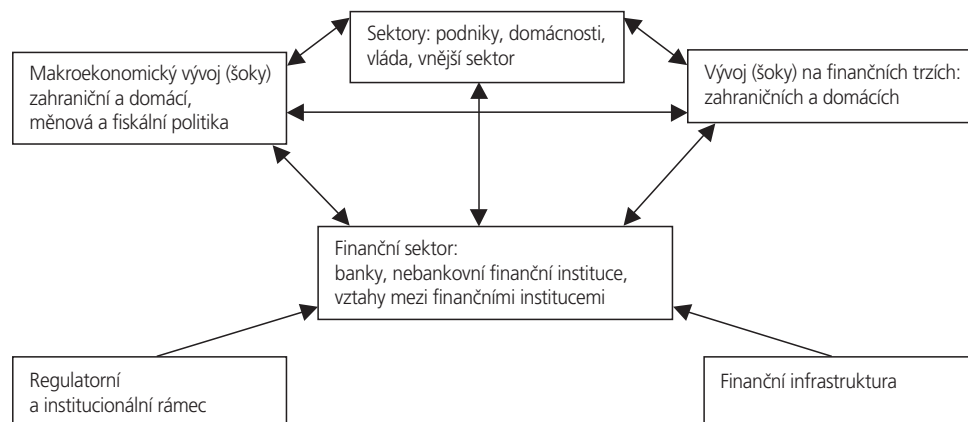 Sektory: podniky, domácnosti,
vláda, vnější sektor
Makroekonomický vývoj (šoky)
zahraniční a domácí,
měnová a fiskální politika
Vývoj (šoky) na finančních trzích:
zahraničních a domácích
Finanční sektor:
banky, nebankovní finanční instituce,
vztahy mezi finančními institucemi
Regulatorní
a institucionální rámec
Finanční infrastruktura